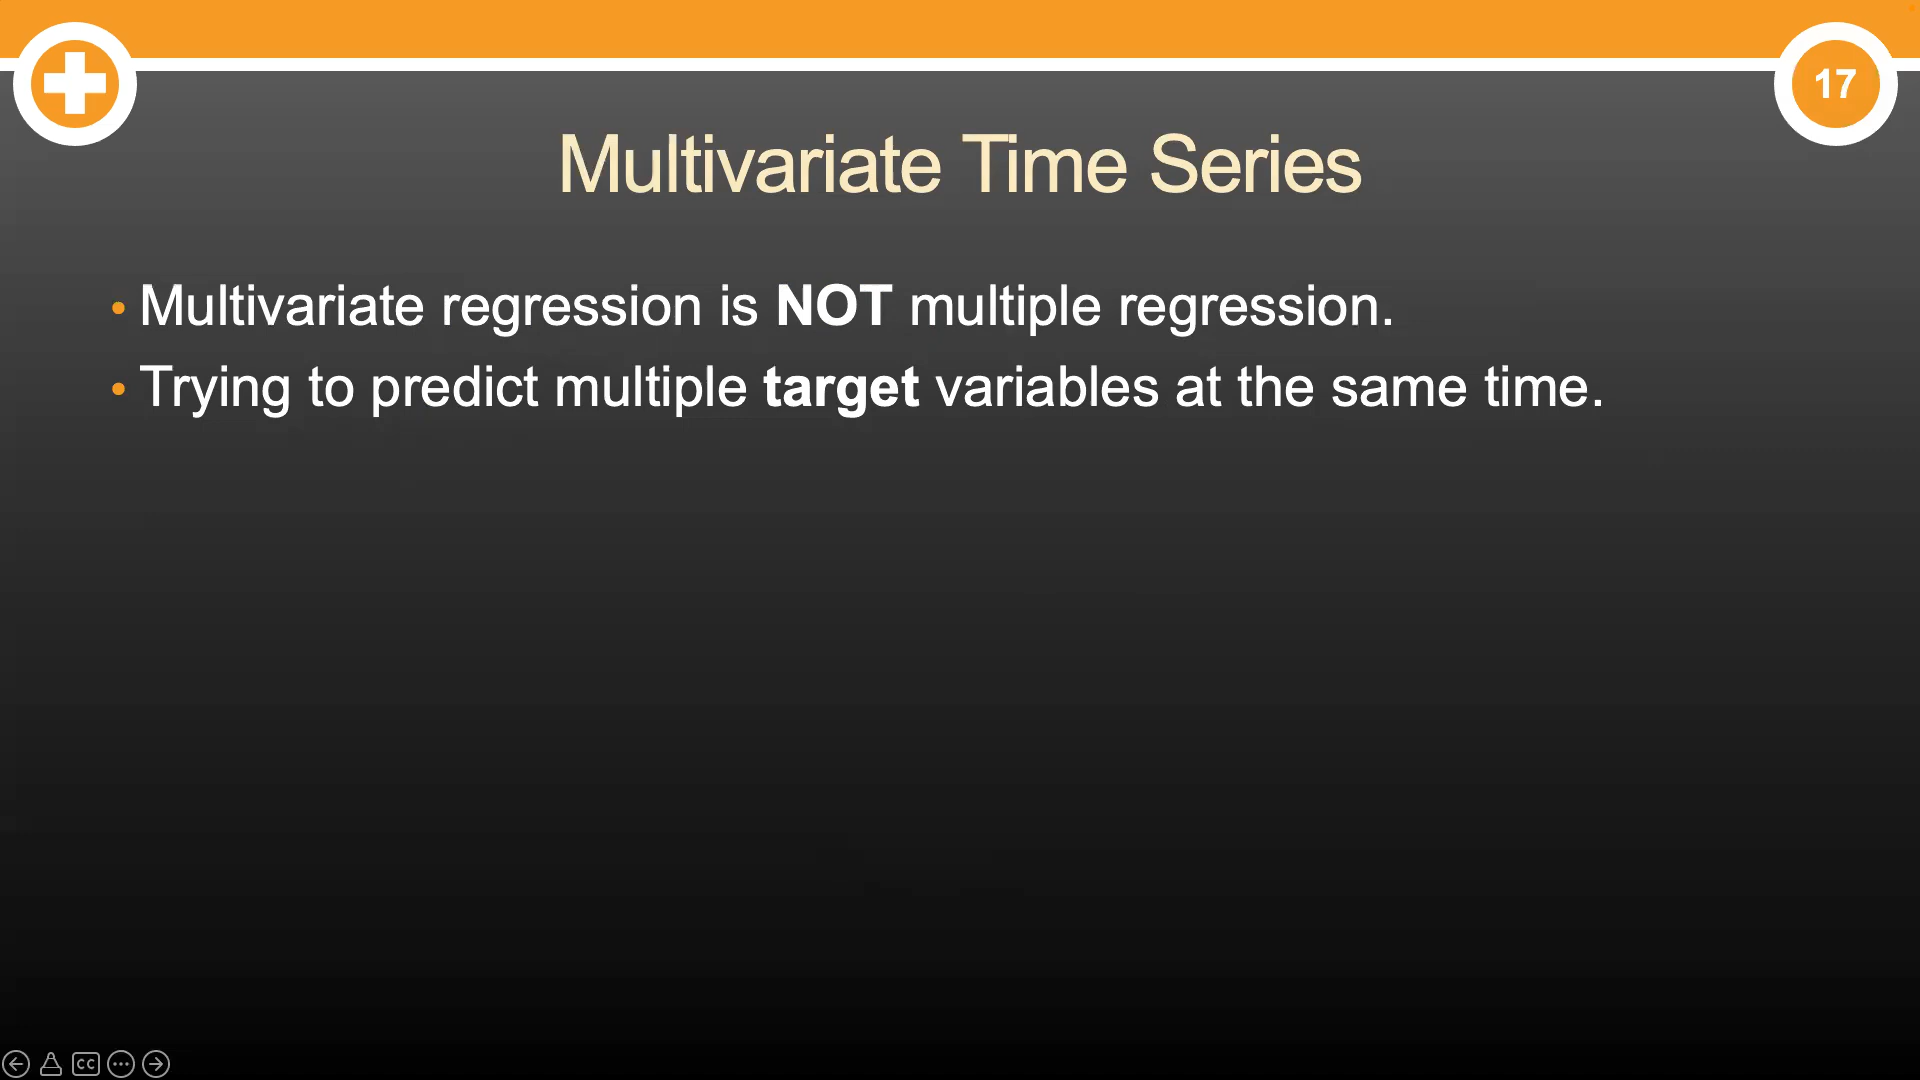 17
Multivariate Time Series
• Multivariate regression is NOT multiple regression.
• Trying to predict multiple target variables at the same time.
CC